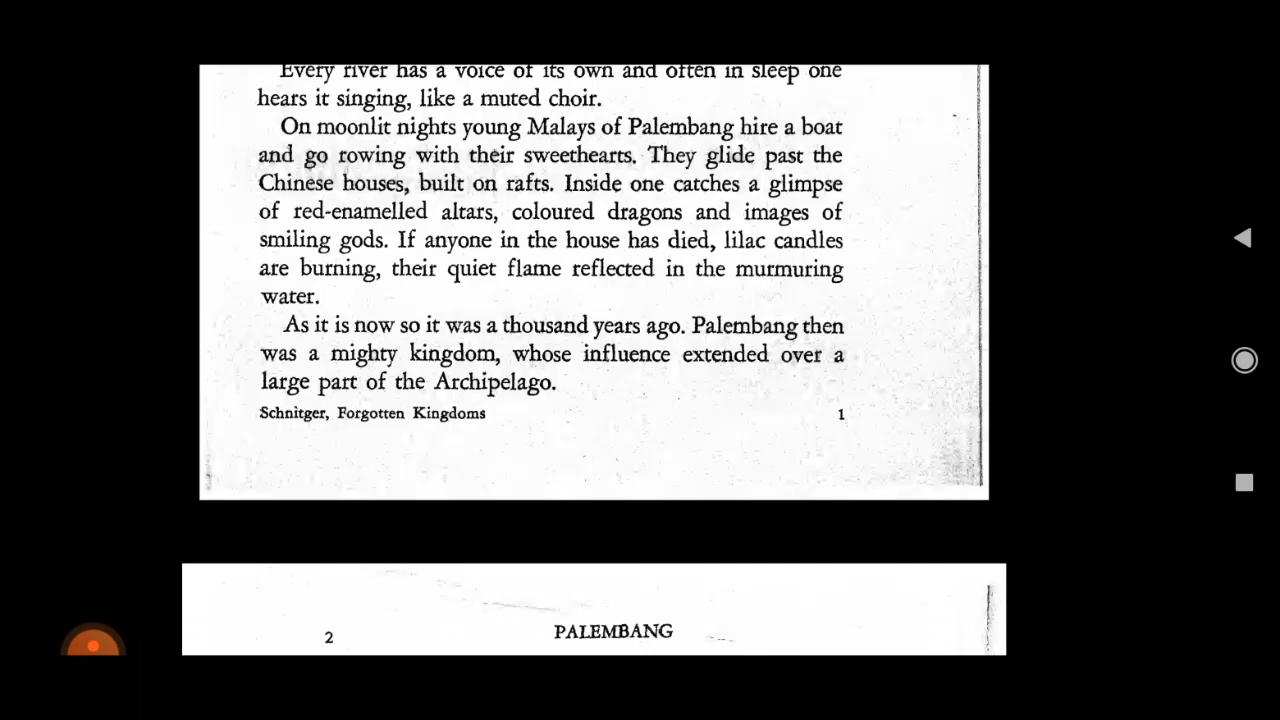 Every river has a voice of its own and often in sleep one
hears it singing, like a muted choir.
On moonlit nights young Malays of Palembang hire a boat
and go rowing with their sweethearts. They glide past the
Chinese houses, built on rafts. Inside one catches a glimpse
of red-enamelled altars, coloured dragons and images of
smiling gods. If anyone in the house has died, lilac candles
are burning, their quiet flame reflected in the murmuring
water.
As it is now so it was a thousand years ago. Palembang then
was a mighty kingdom, whose influence extended over a
large part of the Archipelago.
Schnitger, Forgotten Kingdoms 1
2 PALEMBANG